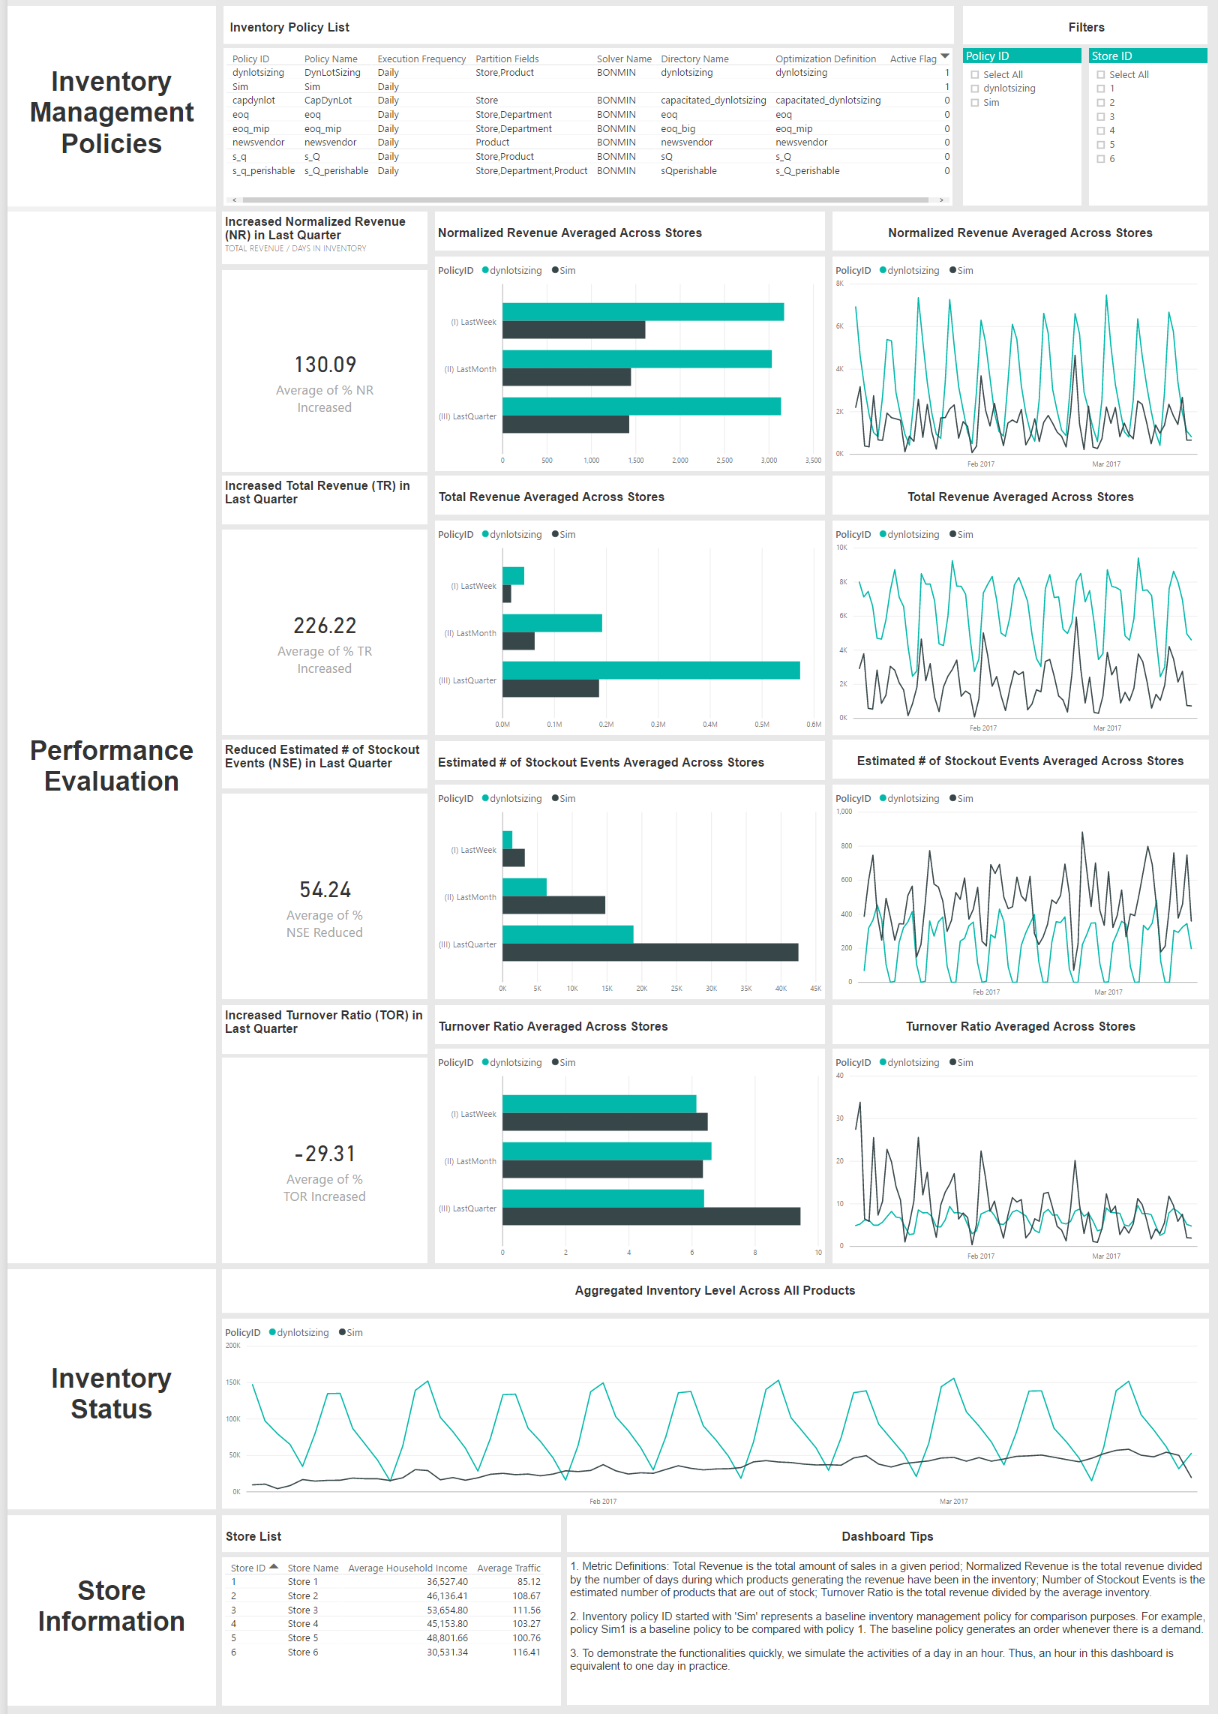 Inventory
Management
Policies
Inventory Policy List
Policy ID Policy Name Execution Frequency Partition Fields Solver Name Directory Name Optimization Definition Active Flag
dynlotsizing DynLotSizing Daily Store,Product BONMIN dynlotsizing dynlotsizing 1
Sim Sim Daily 1
capdynlot CapDynLot Daily Store BONMIN capacitated_dynlotsizing capacitated_dynlotsizing 0
eoq eoq Daily Store,Department BONMIN eoq eoq 0
eoq_mip eoq_mip Daily Store,Department BONMIN eoq_big eoq_mip 0
newsvendor newsvendor Daily Product BONMIN newsvendor newsvendor 0
s_q s_Q Daily Store,Product BONMIN sQ s_Q 0
s_q_perishable s_Q_perishable Daily Store,Department,Product BONMIN sQperishable s_Q_perishable 0
Filters
Policy ID
Select All
dynlotsizing
Sim
Store ID
Select All
1
2
3
4
5
6
Performance
Evaluation
Increased Normalized Revenue
(NR) in Last Quarter
TOTAL REVENUE / DAYS IN INVENTORY
130.09
Average of % NR
Increased
Normalized Revenue Averaged Across Stores
PolicyID dynlotsizing Sim
(I) LastWeek
(II) LastMonth
(III) LastQuarter
0 500 1,000 1,500 2,000 2,500 3,000 3,500
Normalized Revenue Averaged Across Stores
PolicyID dynlotsizing Sim
8K
6K
4K
2K
0K
Feb 2017 Mar 2017
Increased Total Revenue (TR) in
Last Quarter
226.22
Average of % TR
Increased
Total Revenue Averaged Across Stores
PolicyID dynlotsizing Sim
(I) LastWeek
(II) LastMonth
(III) LastQuarter
0.0M 0.1M 0.2M 0.3M 0.4M 0.5M 0.6M
Total Revenue Averaged Across Stores
PolicyID dynlotsizing Sim
10K
8K
6K
4K
2K
0K
Feb 2017 Mar 2017
Reduced Estimated # of Stockout
Events (NSE) in Last Quarter
54.24
Average of %
NSE Reduced
Estimated # of Stockout Events Averaged Across Stores
PolicyID dynlotsizing Sim
(I) LastWeek
(II) LastMonth
(III) LastQuarter
0K 5K 10K 15K 20K 25K 30K 35K 40K 45K
Estimated # of Stockout Events Averaged Across Stores
PolicyID dynlotsizing Sim
1,000
800
600
400
200
0
Feb 2017 Mar 2017
Increased Turnover Ratio (TOR) in
Last Quarter
-29.31
Average of %
TOR Increased
Turnover Ratio Averaged Across Stores
PolicyID dynlotsizing Sim
(I) LastWeek
(II) LastMonth
(III) LastQuarter
0 2 4 6 8 10
Turnover Ratio Averaged Across Stores
PolicyID dynlotsizing Sim
40
30
20
10
0
Feb 2017 Mar 2017
Inventory
Status
Aggregated Inventory Level Across All Products
PolicyID dynlotsizing Sim
200K
150K
100K
50K
0K
Feb 2017 Mar 2017
Store
Information
Store List
Store ID Store Name Average Household Income Average Traffic
1 Store 1 36,527.40 85.12
2 Store 2 46,136.41 108.67
3 Store 3 53,654.80 111.56
4 Store 4 45,153.80 103.27
5 Store 5 48,801.66 100.76
6 Store 6 30,531.34 116.41
Dashboard Tips
1. Metric Definitions: Total Revenue is the total amount of sales in a given period; Normalized Revenue is the total revenue divided
by the number of days during which products generating the revenue have been in the inventory; Number of Stockout Events is the
estimated number of products that are out of stock; Turnover Ratio is the total revenue divided by the average inventory.
2. Inventory policy ID started with 'Sim' represents a baseline inventory management policy for comparison purposes. For example,
policy Sim1 is a baseline policy to be compared with policy 1. The baseline policy generates an order whenever there is a demand.
3. To demonstrate the functionalities quickly, we simulate the activities of a day in an hour. Thus, an hour in this dashboard is
equivalent to one day in practice.